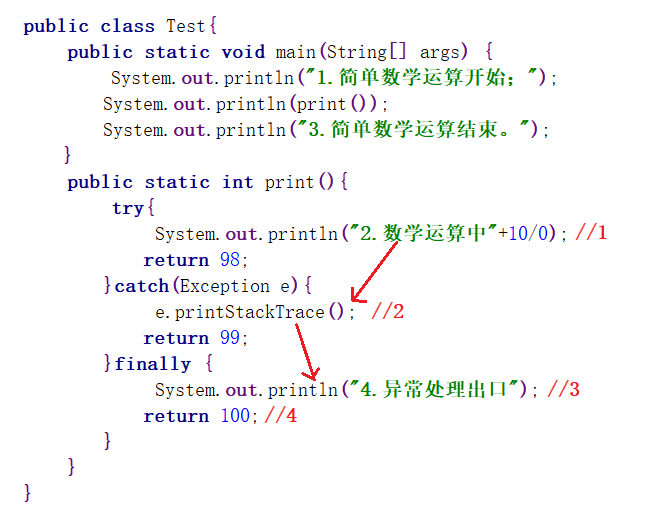 public class Test{
public static void main(String[] args) {
System.out.println("1.简单数学运算开始；");
System.out.println(print());
System.out.println("3.简单数学运算结束。");
}
public static int print(){
try{
System.out.println("2.数学运算中"+10/0); //1
return 98;
}catch(Exception e){
e.printStackTrace(); //2
return 99;
}finally {
System.out.println("4.异常处理出口"); //3
return 100; //4
}
}
}